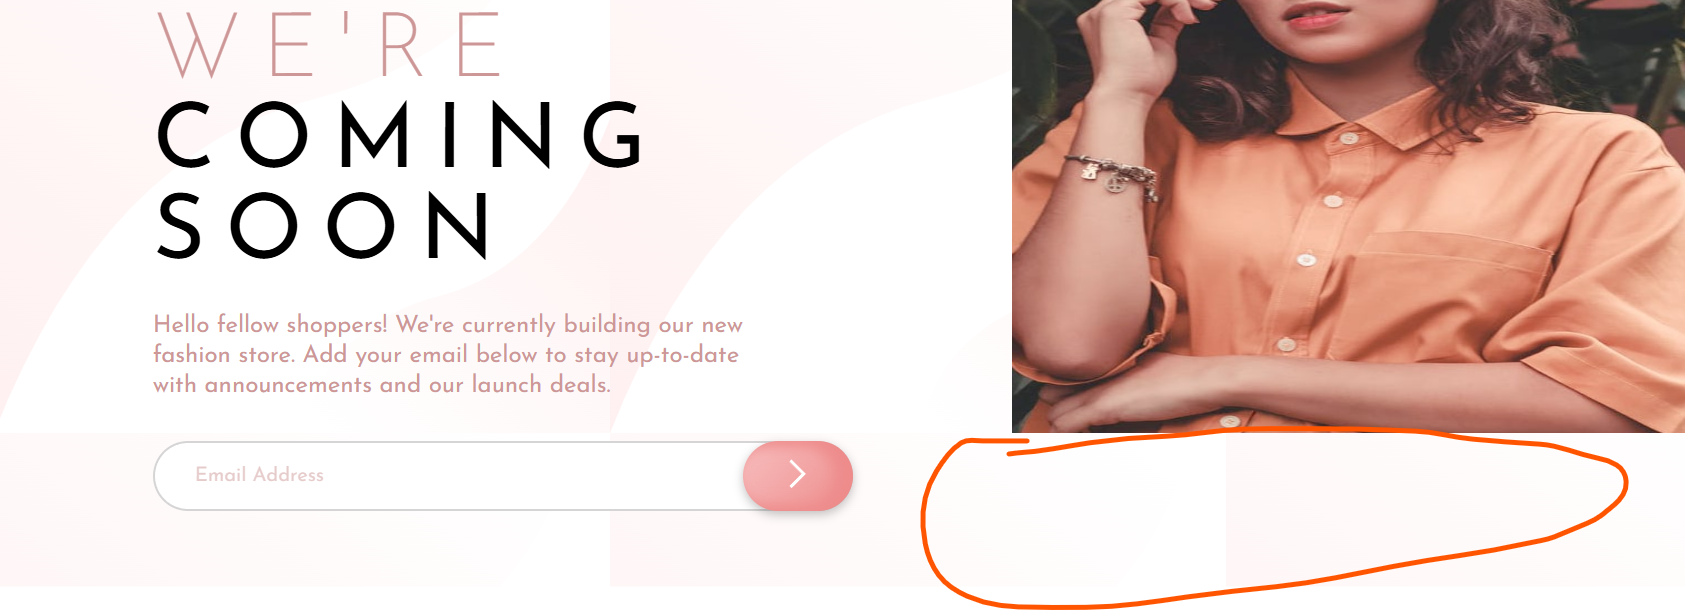 WE'RE
COMING
SOON
Hello fellow shoppers! We're currently building our new
fashion store. Add your email below to stay up-to-date
with announcements and our launch deals.
Email Address